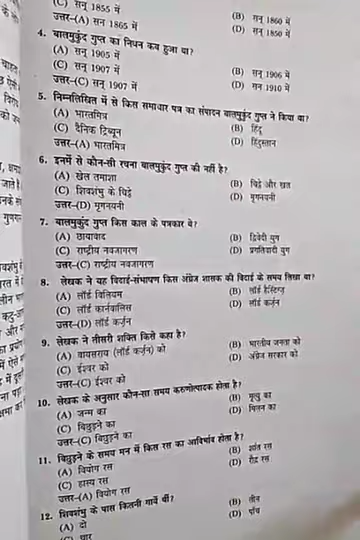 (C) सन् 1855 में
(B) सन् 1860 में
उत्तर-(A) सन 1865 में
(D) सन् 1850 में
4. बालमुकुंद गुप्त का निधन कब हुआ था?
(A) सन् 1905 में
(B) सन् 1906 में
(C) सन् 1907 में
(D) सन 1910 में
उत्तर-(C) सन् 1907 में
5. निम्नलिखित में से किस समाचार पत्र का संपादन बालमुकुंद गुप्त ने किया था?
(A) भारतमित्र
(B) हिंदू
(C) दैनिक ट्रिब्यून
(D) हिंदुस्तान
उत्तर-(A) भारतमित्र
6. इनमें से कौन-सी रचना बालमुकुंद गुप्त की नहीं है?
(A) खेल तमाशा
(B) चिट्ठे और खत
(C) शिवशंभु के चिट्ठे
(D) मृगनयनी
उत्तर-(D) मृगनयनी
7. बालमुकुंद गुप्त किस काल के पत्रकार थे?
(A) छायावाद
(B) द्विवेदी युग
(C) राष्ट्रीय नवजागरण
(D) प्रगतिवादी युग
उत्तर-(C) राष्ट्रीय नवजागरण
8. लेखक ने यह विदाई-संभाषण किस अंग्रेज शासक की विदाई के समय लिखा था?
(A) लॉर्ड विलियम
(B) लॉर्ड हेस्टिंग्ज़
(C) लॉर्ड कार्नवालिस
(D) लॉर्ड कर्ज़न
उत्तर-(D) लॉर्ड कर्ज़न
9. लेखक ने तीसरी शक्ति किसे कहा है?
(A) वायसराय (लॉर्ड कर्ज़न) को
(B) भारतीय जनता को
(C) ईश्वर को
(D) अंग्रेज सरकार को
उत्तर-(C) ईश्वर को
10. लेखक के अनुसार कौन-सा समय करुणोत्पादक होता है?
(A) जन्म का
(B) मृत्यु का
(C) बिछुड़ने का
(D) मिलन का
उत्तर-(C) बिछुड़ने का
11. बिछुड़ने के समय मन में किस रस का आविर्भाव होता है?
(A) वियोग रस
(B) शांत रस
(C) हास्य रस
(D) रौद्र रस
उत्तर-(A) वियोग रस
12. शिवशंभु के पास कितनी गायें थीं?
(A) दो
(B) तीन
(C) चार
(D) पाँच